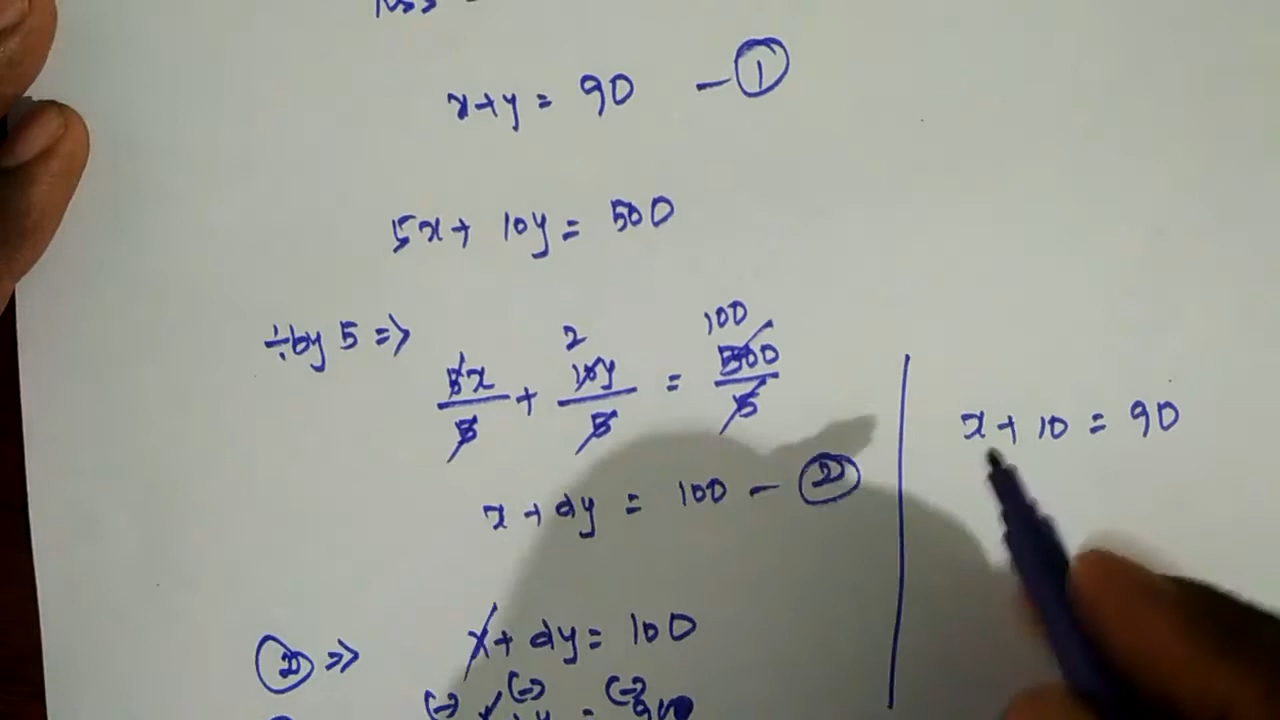 x+y = 90 - ①
5x + 10y = 500
÷by 5 => 5x/5 + 10y/5 = 500/5
2 100
x + 2y = 100 - ②
x + 10 = 90
② => x + 2y = 100
(-) (-) (-)